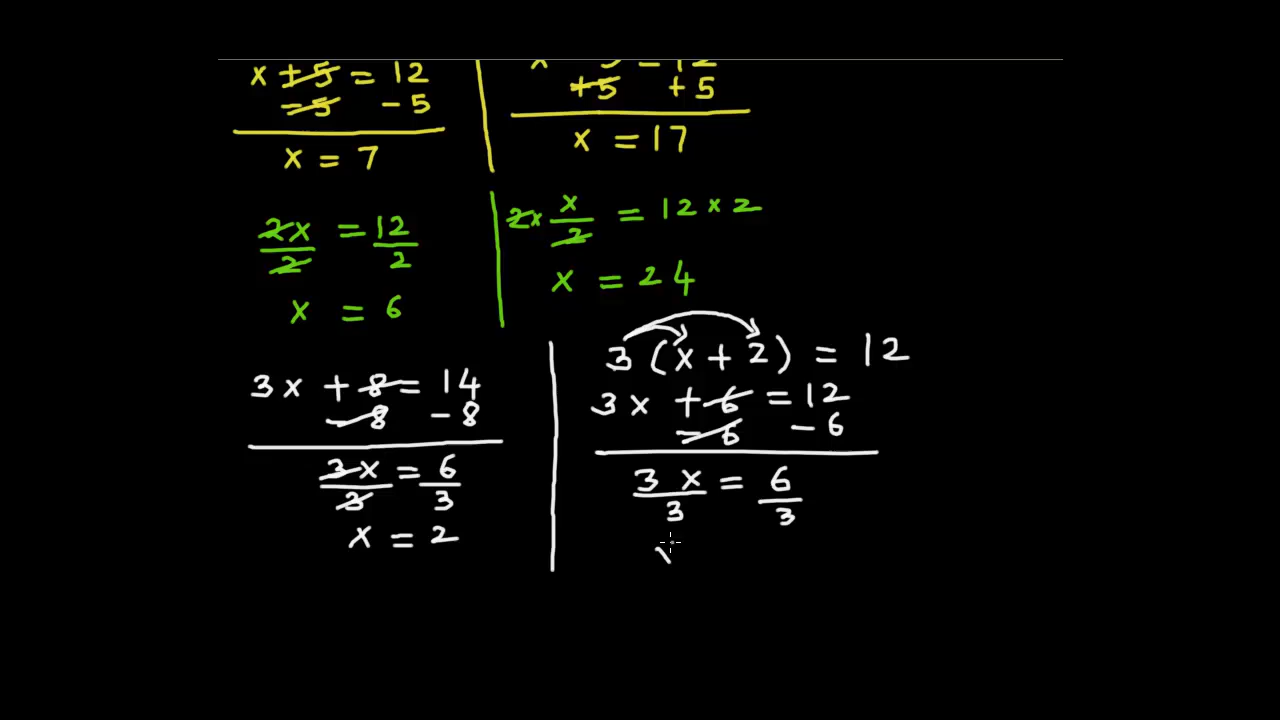 x + 5 = 12
- 5 - 5
x = 7
+5 +5
x = 17
2x/2 = 12/2
x = 6
2 × x/2 = 12 × 2
x = 24
3x + 8 = 14
- 8 - 8
3x/3 = 6/3
x = 2
3 (x + 2) = 12
3x + 6 = 12
- 6 - 6
3x/3 = 6/3